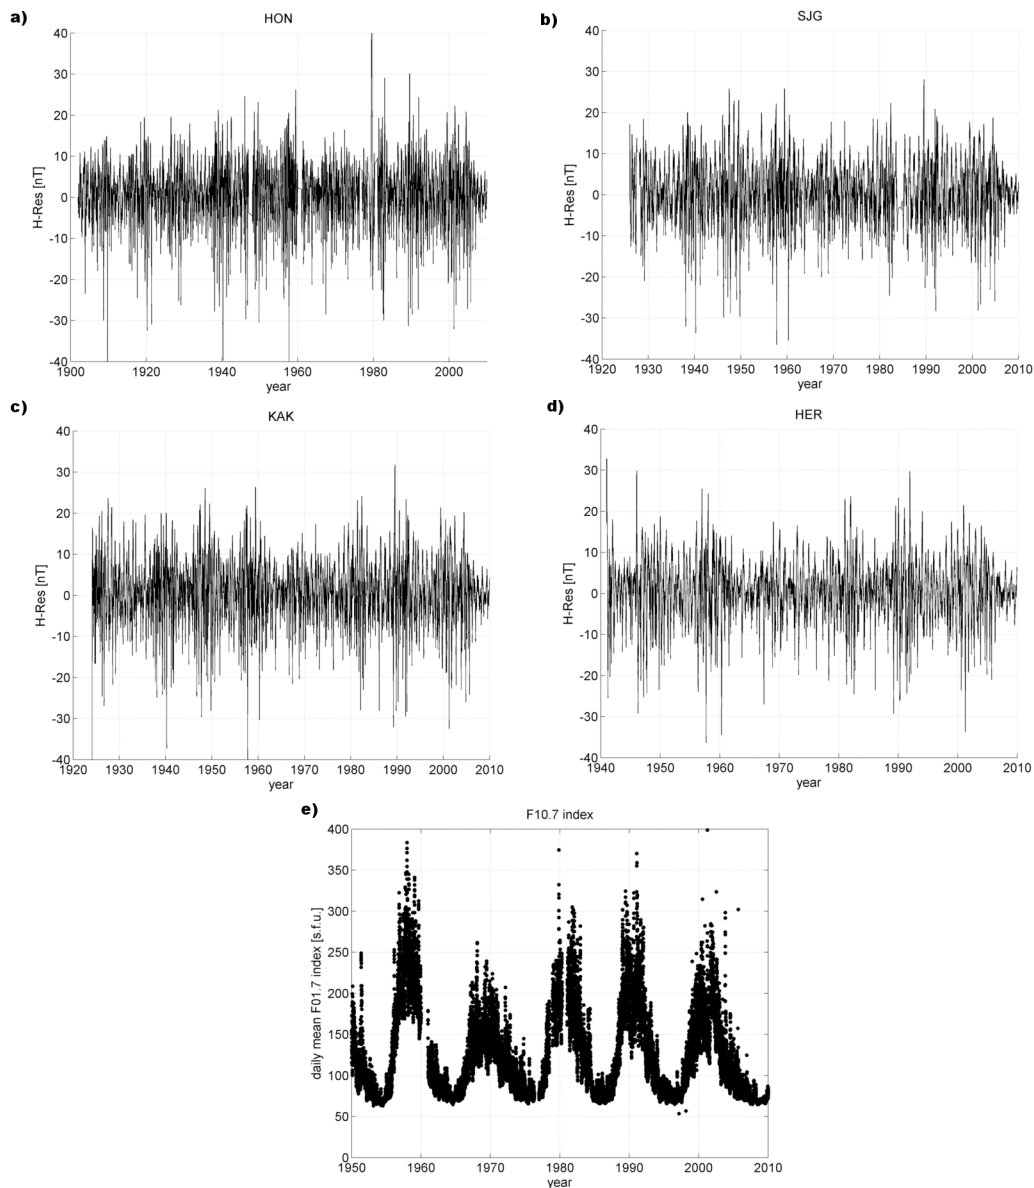 a)
HON
40
30
20
10
0
-10
-20
-30
-40
H-Res [nT]
1900 1920 1940 1960 1980 2000
year
b)
SJG
40
30
20
10
0
-10
-20
-30
-40
H-Res [nT]
1920 1930 1940 1950 1960 1970 1980 1990 2000 2010
year
c)
KAK
40
30
20
10
0
-10
-20
-30
-40
H-Res [nT]
1920 1930 1940 1950 1960 1970 1980 1990 2000 2010
year
d)
HER
40
30
20
10
0
-10
-20
-30
-40
H-Res [nT]
1940 1950 1960 1970 1980 1990 2000 2010
year
e)
F10.7 index
400
350
300
250
200
150
100
50
0
daily mean F01.7 index [s.f.u.]
1950 1960 1970 1980 1990 2000 2010
year